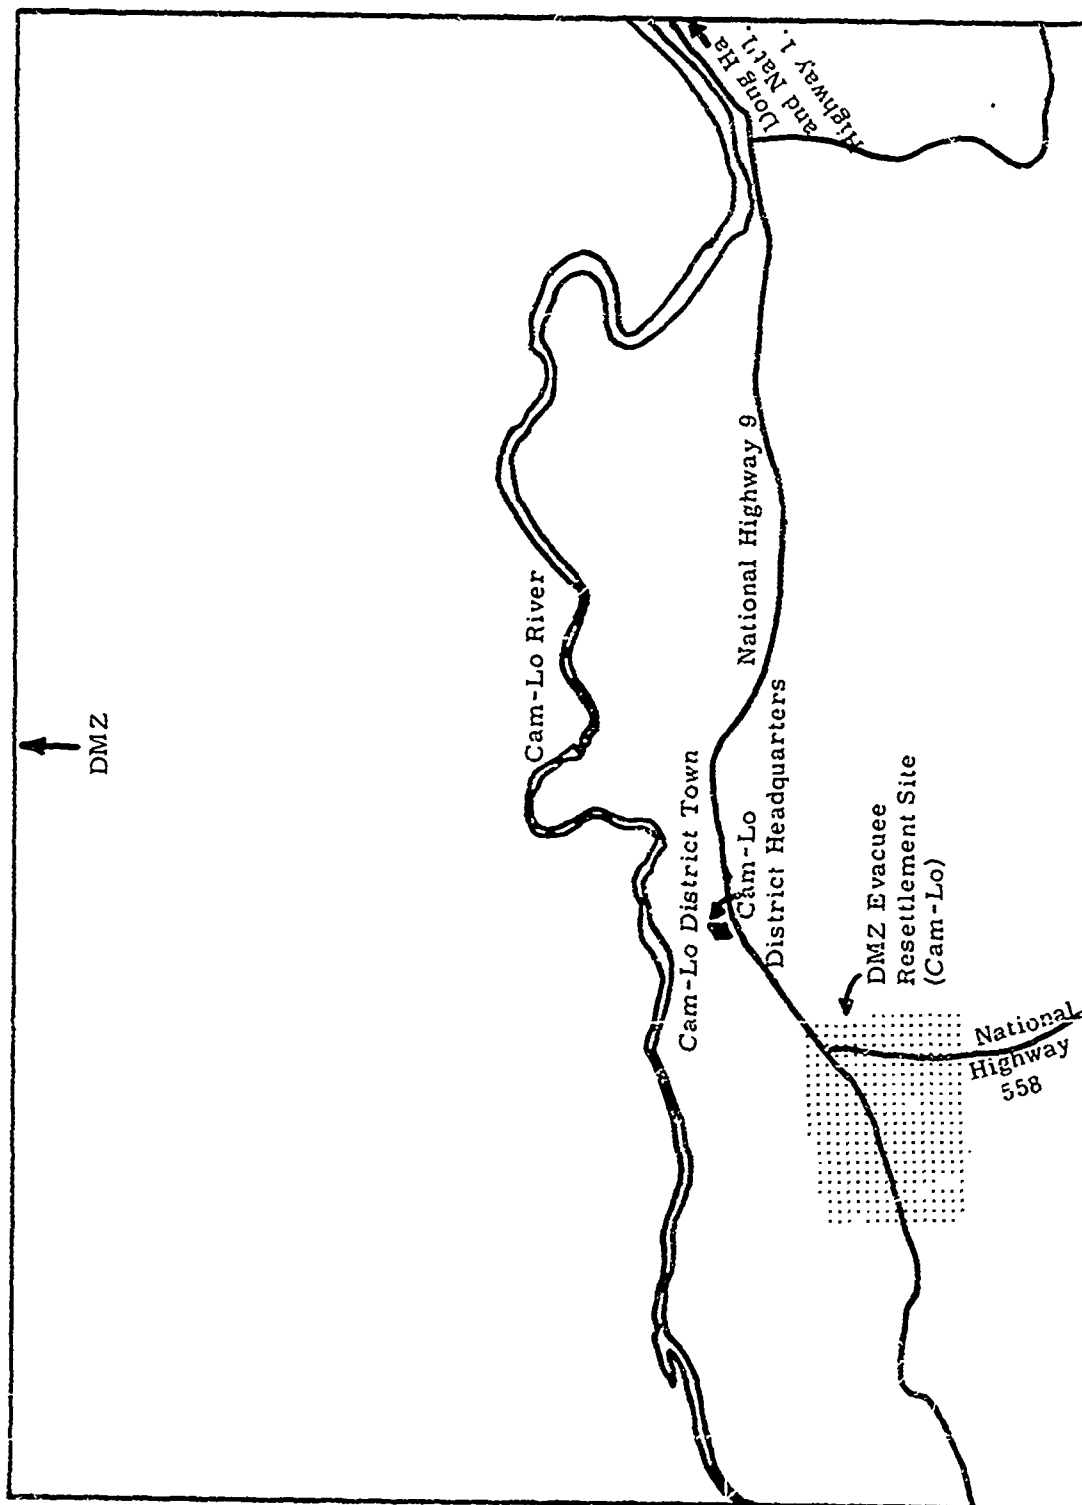 DMZ
Cam-Lo River
Dong Ha
and Nat'l.
Highway 1.
National Highway 9
Cam-Lo District Town
Cam-Lo
District Headquarters
DMZ Evacuee
Resettlement Site
(Cam-Lo)
National
Highway
558